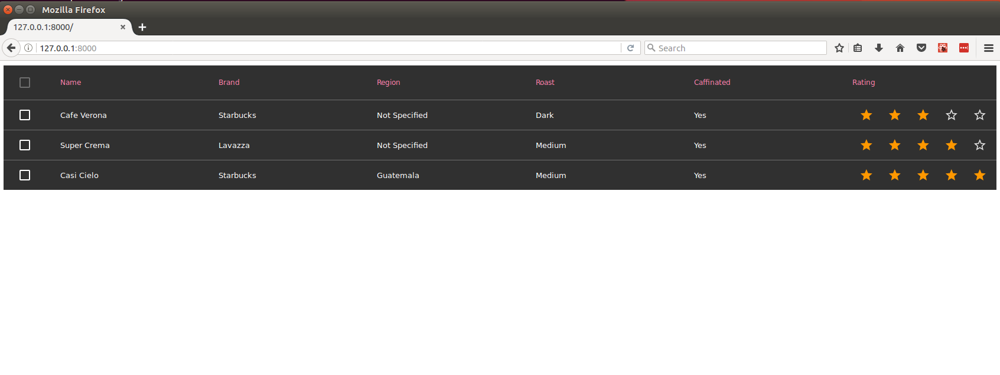 Mozilla Firefox
127.0.0.1:8000/
127.0.0.1:8000 Search
Name Brand Region Roast Caffinated Rating
Cafe Verona Starbucks Not Specified Dark Yes
Super Crema Lavazza Not Specified Medium Yes
Casi Cielo Starbucks Guatemala Medium Yes